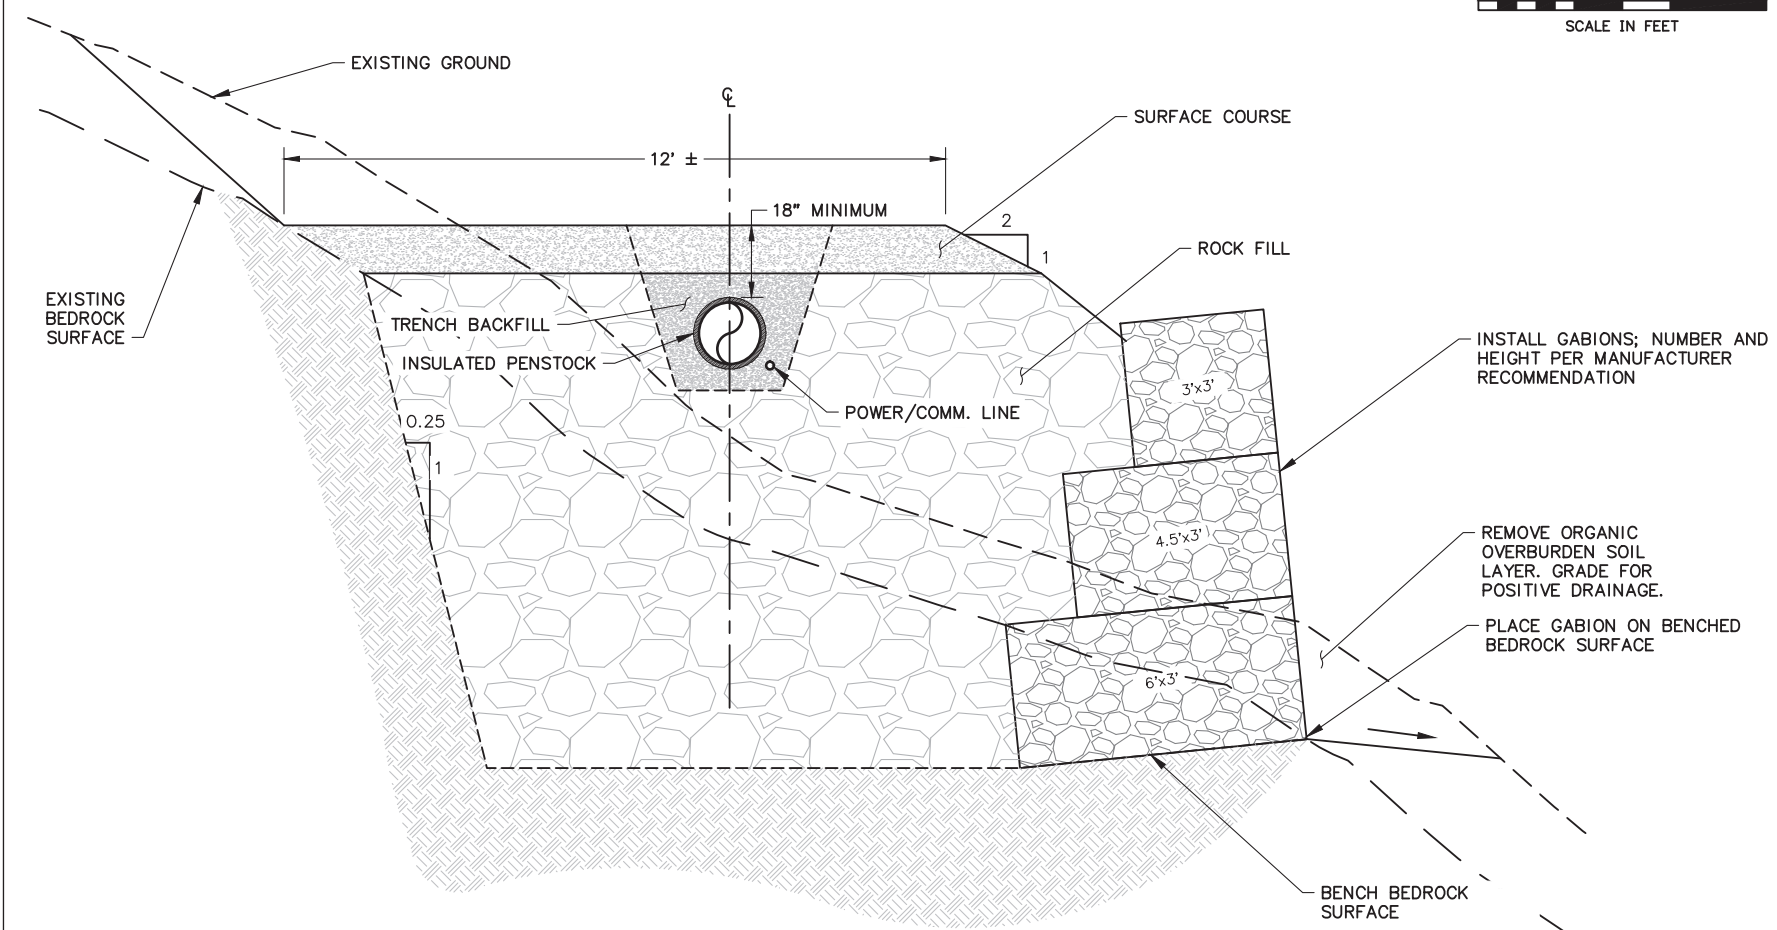 SCALE IN FEET
EXISTING GROUND
℄
SURFACE COURSE
12' ±
18" MINIMUM
2
1
ROCK FILL
EXISTING
BEDROCK
SURFACE
TRENCH BACKFILL
INSULATED PENSTOCK
POWER/COMM. LINE
INSTALL GABIONS; NUMBER AND
HEIGHT PER MANUFACTURER
RECOMMENDATION
3'x3'
0.25
1
4.5'x3'
REMOVE ORGANIC
OVERBURDEN SOIL
LAYER. GRADE FOR
POSITIVE DRAINAGE.
PLACE GABION ON BENCHED
BEDROCK SURFACE
6'x3'
BENCH BEDROCK
SURFACE